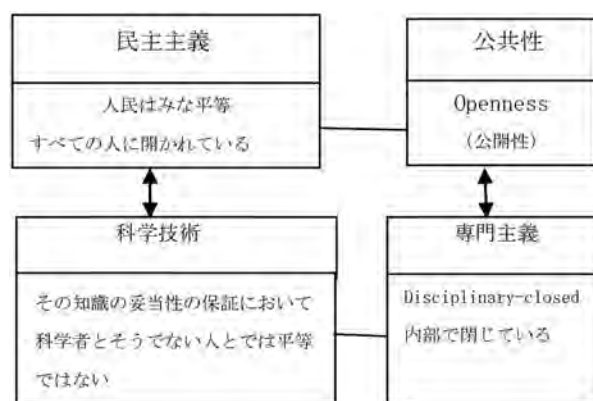 民主主義
人民はみな平等
すべての人に開かれている
公共性
Openness
(公開性)
科学技術
その知識の妥当性の保証において
科学者とそうでない人とでは平等
ではない
専門主義
Disciplinary-closed
内部で閉じている